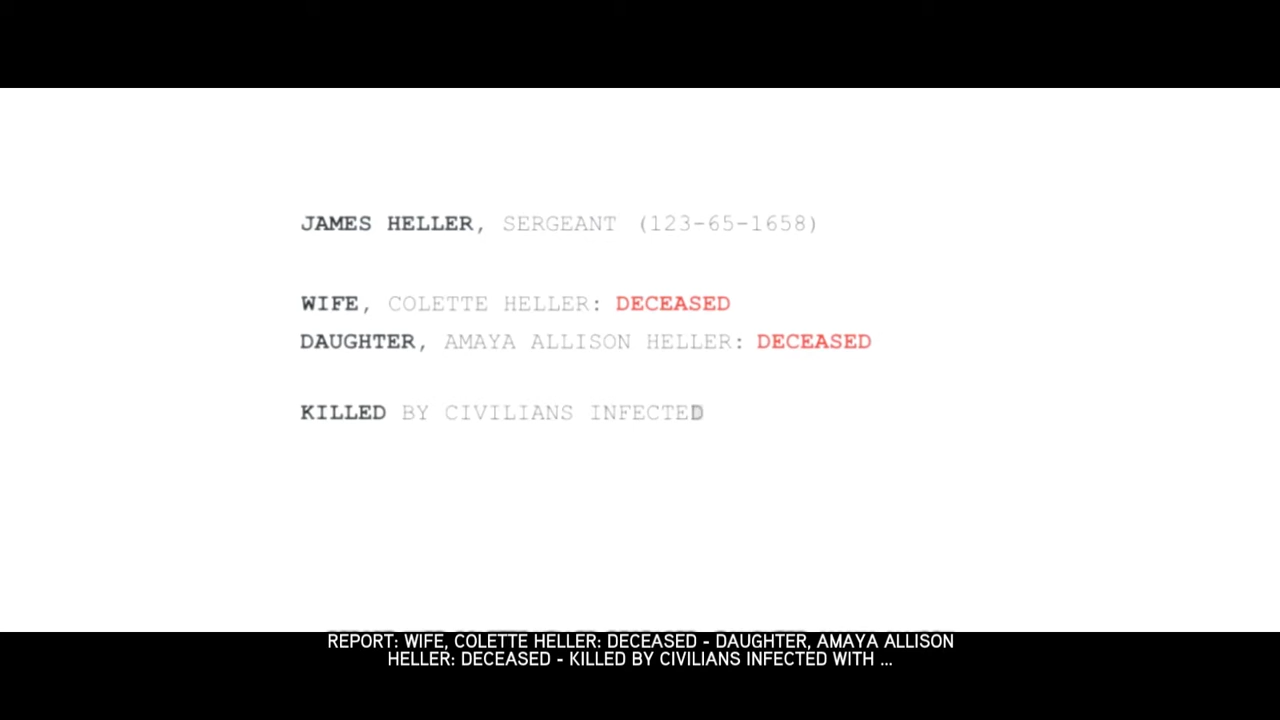 JAMES HELLER, SERGEANT (123-65-1658)
WIFE, COLETTE HELLER: DECEASED
DAUGHTER, AMAYA ALLISON HELLER: DECEASED
KILLED BY CIVILIANS INFECTED
REPORT: WIFE, COLETTE HELLER: DECEASED - DAUGHTER, AMAYA ALLISON
HELLER: DECEASED - KILLED BY CIVILIANS INFECTED WITH ...